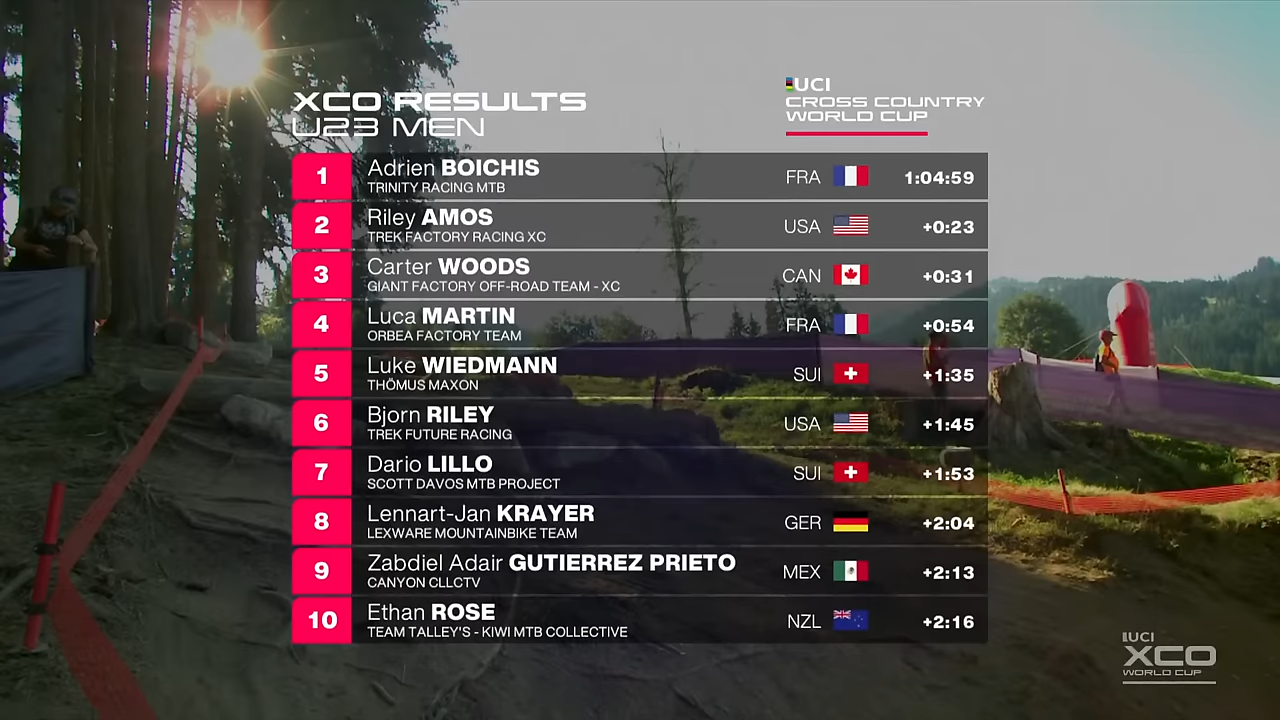 XCO RESULTS
U23 MEN
UCI
CROSS COUNTRY
WORLD CUP
1 Adrien BOICHIS FRA 1:04:59
TRINITY RACING MTB
2 Riley AMOS USA +0:23
TREK FACTORY RACING XC
3 Carter WOODS CAN +0:31
GIANT FACTORY OFF-ROAD TEAM - XC
4 Luca MARTIN FRA +0:54
ORBEA FACTORY TEAM
5 Luke WIEDMANN SUI +1:35
THÖMUS MAXON
6 Bjorn RILEY USA +1:45
TREK FUTURE RACING
7 Dario LILLO SUI +1:53
SCOTT DAVOS MTB PROJECT
8 Lennart-Jan KRAYER GER +2:04
LEXWARE MOUNTAINBIKE TEAM
9 Zabdiel Adair GUTIERREZ PRIETO MEX +2:13
CANYON CLLCTV
10 Ethan ROSE NZL +2:16
TEAM TALLEY'S - KIWI MTB COLLECTIVE
UCI
XCO
WORLD CUP